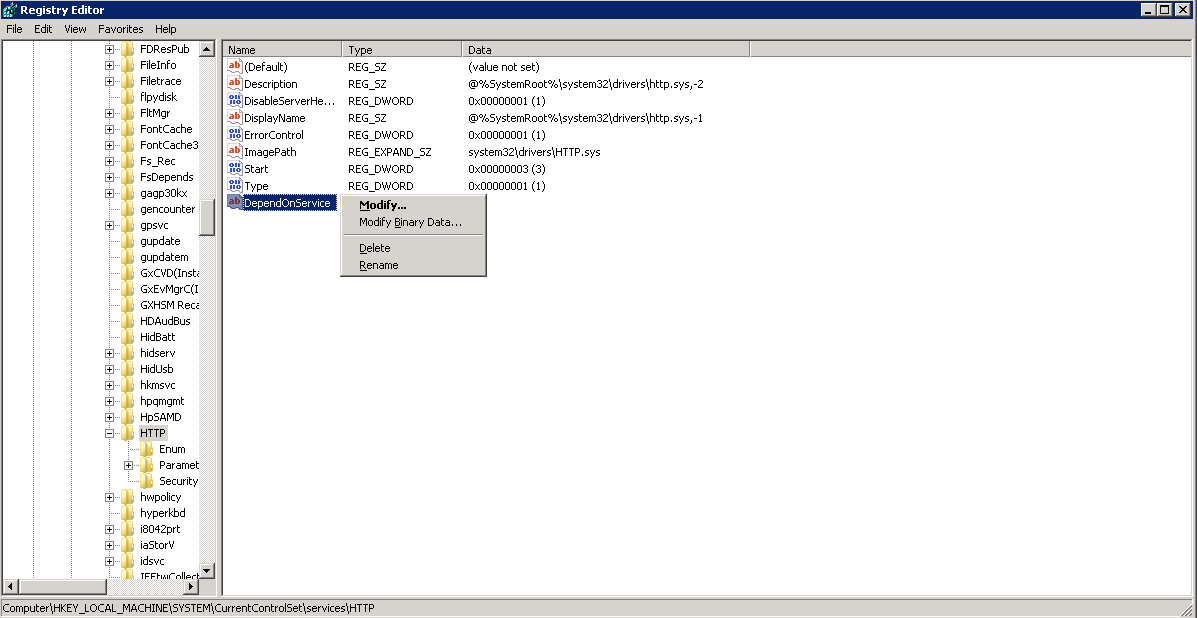 Registry Editor
File Edit View Favorites Help
FDResPub
FileInfo
Filetrace
flpydisk
FltMgr
FontCache
FontCache3
Fs_Rec
FsDepends
gagp30kx
gencounter
gpsvc
gupdate
gupdatem
GxCVD(Insta
GxEvMgrC(I
GXHSM Reca
HDAudBus
HidBatt
hidserv
HidUsb
hkmsvc
hpqmgmt
HpSAMD
HTTP
Enum
Paramet
Security
hwpolicy
hyperkbd
i8042prt
iaStorV
idsvc
IEEtwCollect
Name Type Data
(Default) REG_SZ (value not set)
Description REG_SZ @%SystemRoot%\system32\drivers\http.sys,-2
DisableServerHe... REG_DWORD 0x00000001 (1)
DisplayName REG_SZ @%SystemRoot%\system32\drivers\http.sys,-1
ErrorControl REG_DWORD 0x00000001 (1)
ImagePath REG_EXPAND_SZ system32\drivers\HTTP.sys
Start REG_DWORD 0x00000003 (3)
Type REG_DWORD 0x00000001 (1)
DependOnService
Modify...
Modify Binary Data...
Delete
Rename
Computer\HKEY_LOCAL_MACHINE\SYSTEM\CurrentControlSet\services\HTTP